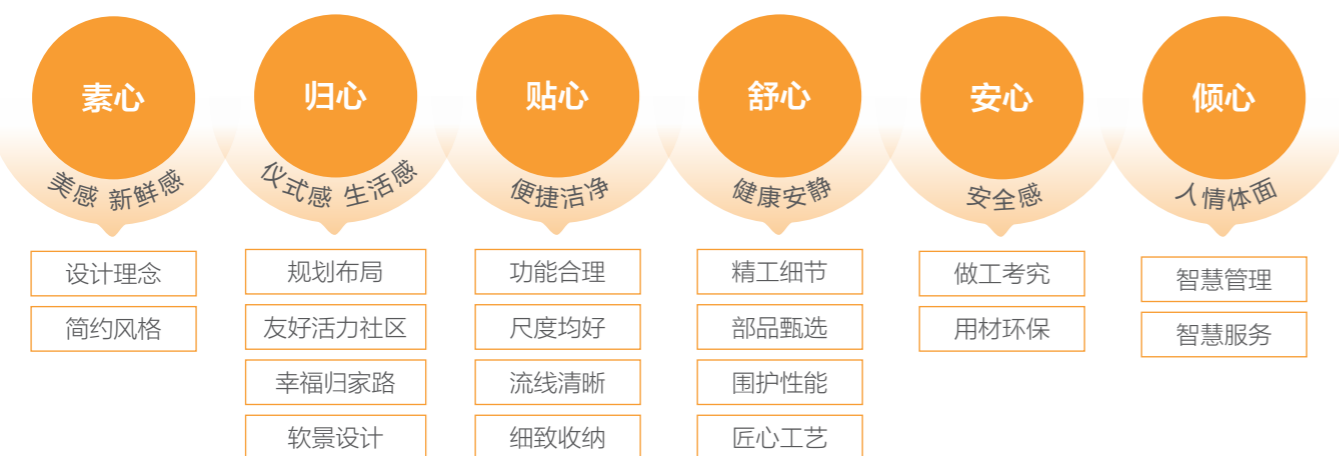 素心
美感 新鲜感
设计理念
简约风格
归心
仪式感 生活感
规划布局
友好活力社区
幸福归家路
软景设计
贴心
便捷洁净
功能合理
尺度均好
流线清晰
细致收纳
舒心
健康安静
精工细节
部品甄选
围护性能
匠心工艺
安心
安全感
做工考究
用材环保
倾心
人情体面
智慧管理
智慧服务